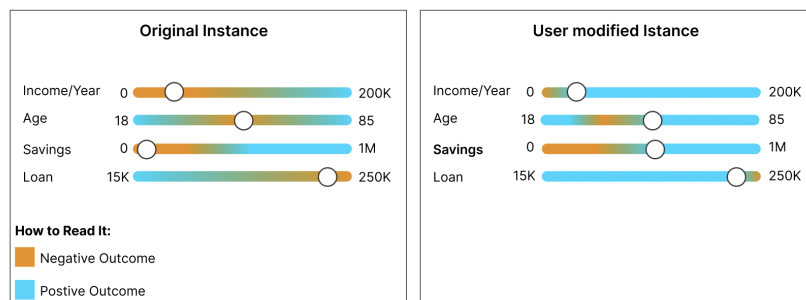 Original Instance
Income/Year 0 200K
Age 18 85
Savings 0 1M
Loan 15K 250K
How to Read It:
Negative Outcome
Postive Outcome
User modified Istance
Income/Year 0 200K
Age 18 85
Savings 0 1M
Loan 15K 250K